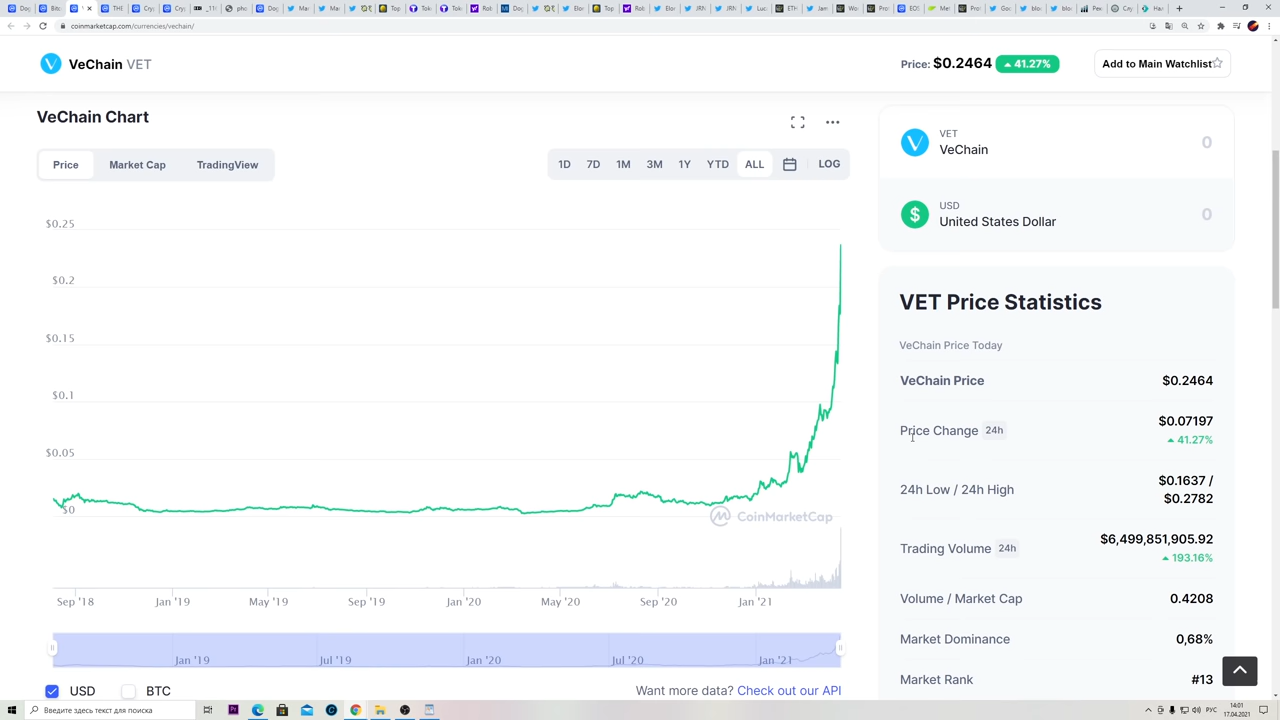 coinmarketcap.com/currencies/vechain/
VeChain VET
Price: $0.2464 41.27%
Add to Main Watchlist
VeChain Chart
Price Market Cap TradingView
1D 7D 1M 3M 1Y YTD ALL LOG
$0.25
$0.2
$0.15
$0.1
$0.05
$0
CoinMarketCap
Sep '18 Jan '19 May '19 Sep '19 Jan '20 May '20 Sep '20 Jan '21
Jan '19 Jul '19 Jan '20 Jul '20 Jan '21
USD BTC
Want more data? Check out our API
VET
VeChain
0
USD
United States Dollar
0
VET Price Statistics
VeChain Price Today
VeChain Price $0.2464
Price Change 24h $0.07197
41.27%
24h Low / 24h High $0.1637 /
$0.2782
Trading Volume 24h $6,499,851,905.92
193.16%
Volume / Market Cap 0.4208
Market Dominance 0,68%
Market Rank #13
Введите здесь текст для поиска
РУС
14:01
17.04.2021